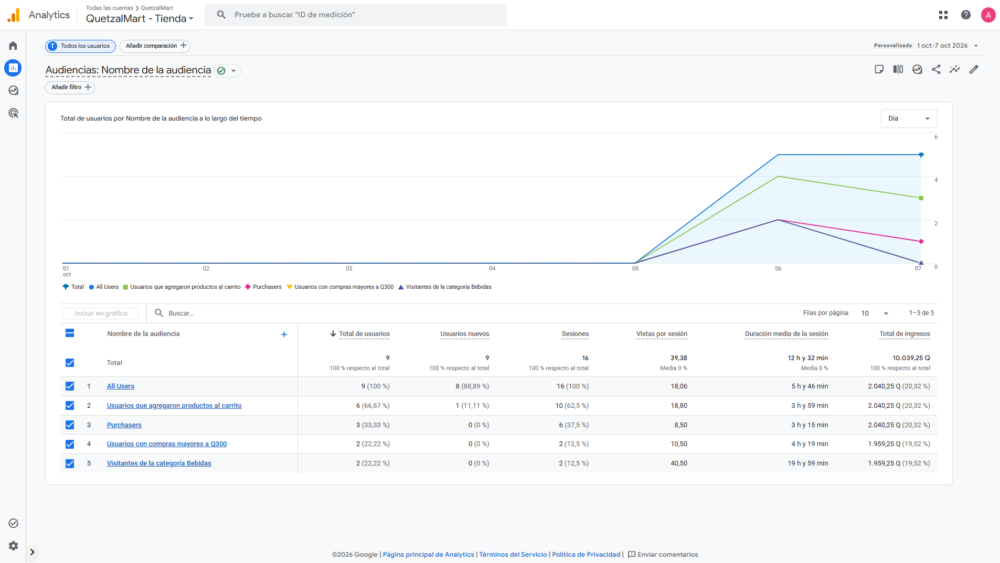 Analytics
Todas las cuentas > QuetzalMart
QuetzalMart - Tienda
Pruebe a buscar "ID de medición"
A
T Todos los usuarios
Añadir comparación +
Personalizado 1 oct-7 oct 2026
Audiencias: Nombre de la audiencia
Añadir filtro +
Total de usuarios por Nombre de la audiencia a lo largo del tiempo
Día
6
4
2
0
01 oct
02
03
04
05
06
07
Total All Users Usuarios que agregaron productos al carrito Purchasers Usuarios con compras mayores a Q300 Visitantes de la categoría Bebidas
Incluir en gráfico
Buscar...
Filas por página: 10 1–5 de 5
Nombre de la audiencia + Total de usuarios Usuarios nuevos Sesiones Vistas por sesión Duración media de la sesión Total de ingresos
Total 9 9 16 39,38 12 h y 32 min 10.039,25 Q
100 % respecto al total 100 % respecto al total 100 % respecto al total Media 0 % Media 0 % 100 % respecto al total
1 All Users 9 (100 %) 8 (88,89 %) 16 (100 %) 18,06 5 h y 46 min 2.040,25 Q (20,32 %)
2 Usuarios que agregaron productos al carrito 6 (66,67 %) 1 (11,11 %) 10 (62,5 %) 18,80 3 h y 59 min 2.040,25 Q (20,32 %)
3 Purchasers 3 (33,33 %) 0 (0 %) 6 (37,5 %) 8,50 3 h y 15 min 2.040,25 Q (20,32 %)
4 Usuarios con compras mayores a Q300 2 (22,22 %) 0 (0 %) 2 (12,5 %) 10,50 4 h y 19 min 1.959,25 Q (19,52 %)
5 Visitantes de la categoría Bebidas 2 (22,22 %) 0 (0 %) 2 (12,5 %) 40,50 19 h y 59 min 1.959,25 Q (19,52 %)
©2026 Google | Página principal de Analytics | Términos del Servicio | Política de Privacidad | Enviar comentarios